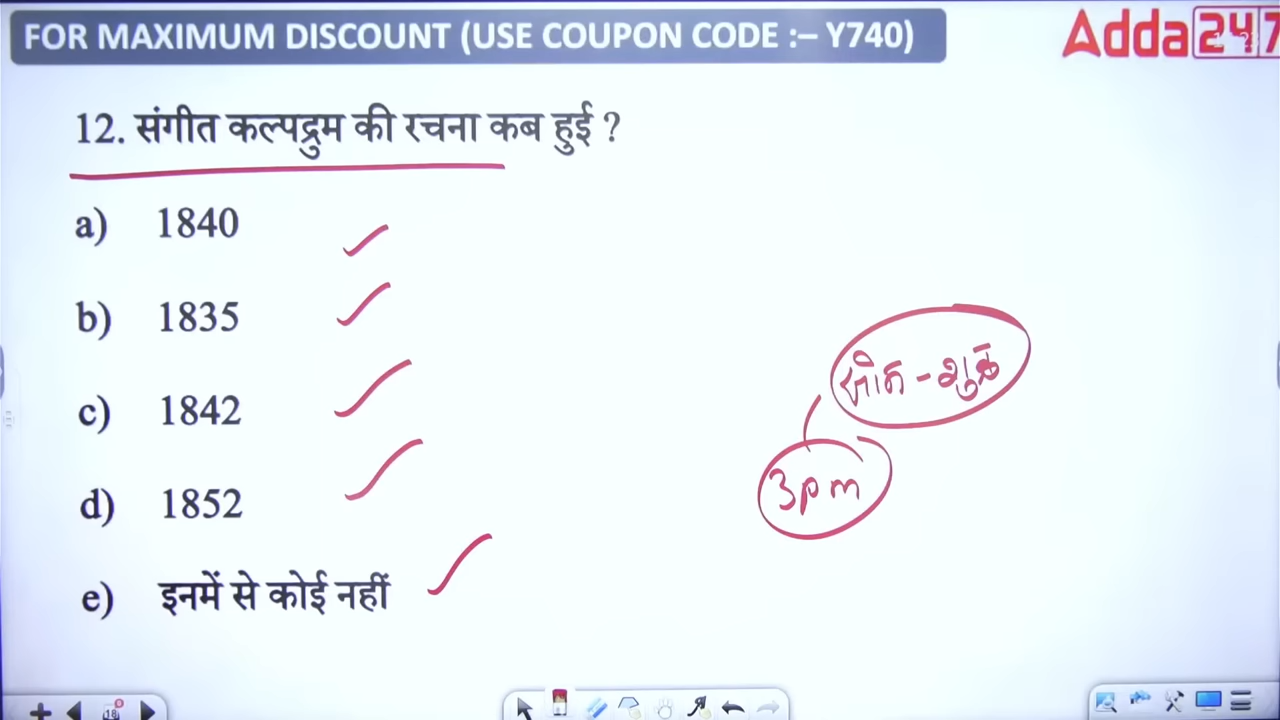 FOR MAXIMUM DISCOUNT (USE COUPON CODE :– Y740)
Adda247
12. संगीत कल्पद्रुम की रचना कब हुई ?
a) 1840
b) 1835
c) 1842
d) 1852
e) इनमें से कोई नहीं
3pm
18